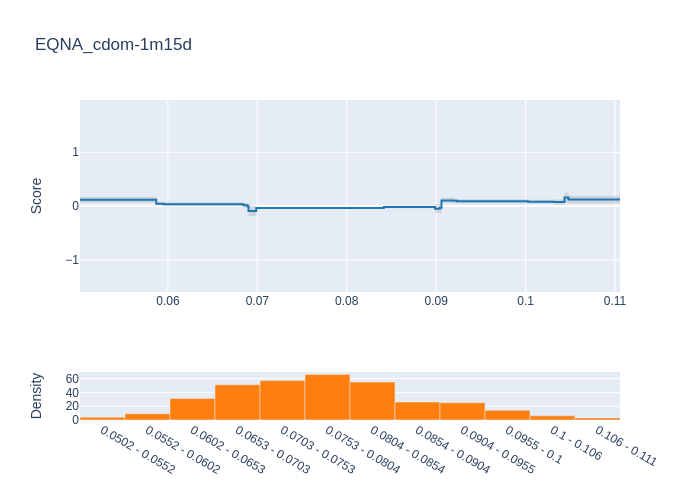 EQNA_cdom-1m15d
Score
1
0
−1
0.06 0.07 0.08 0.09 0.1 0.11
Density
60
40
20
0
0.0502 - 0.0552
0.0552 - 0.0602
0.0602 - 0.0653
0.0653 - 0.0703
0.0703 - 0.0753
0.0753 - 0.0804
0.0804 - 0.0854
0.0854 - 0.0904
0.0904 - 0.0955
0.0955 - 0.1
0.1 - 0.106
0.106 - 0.111